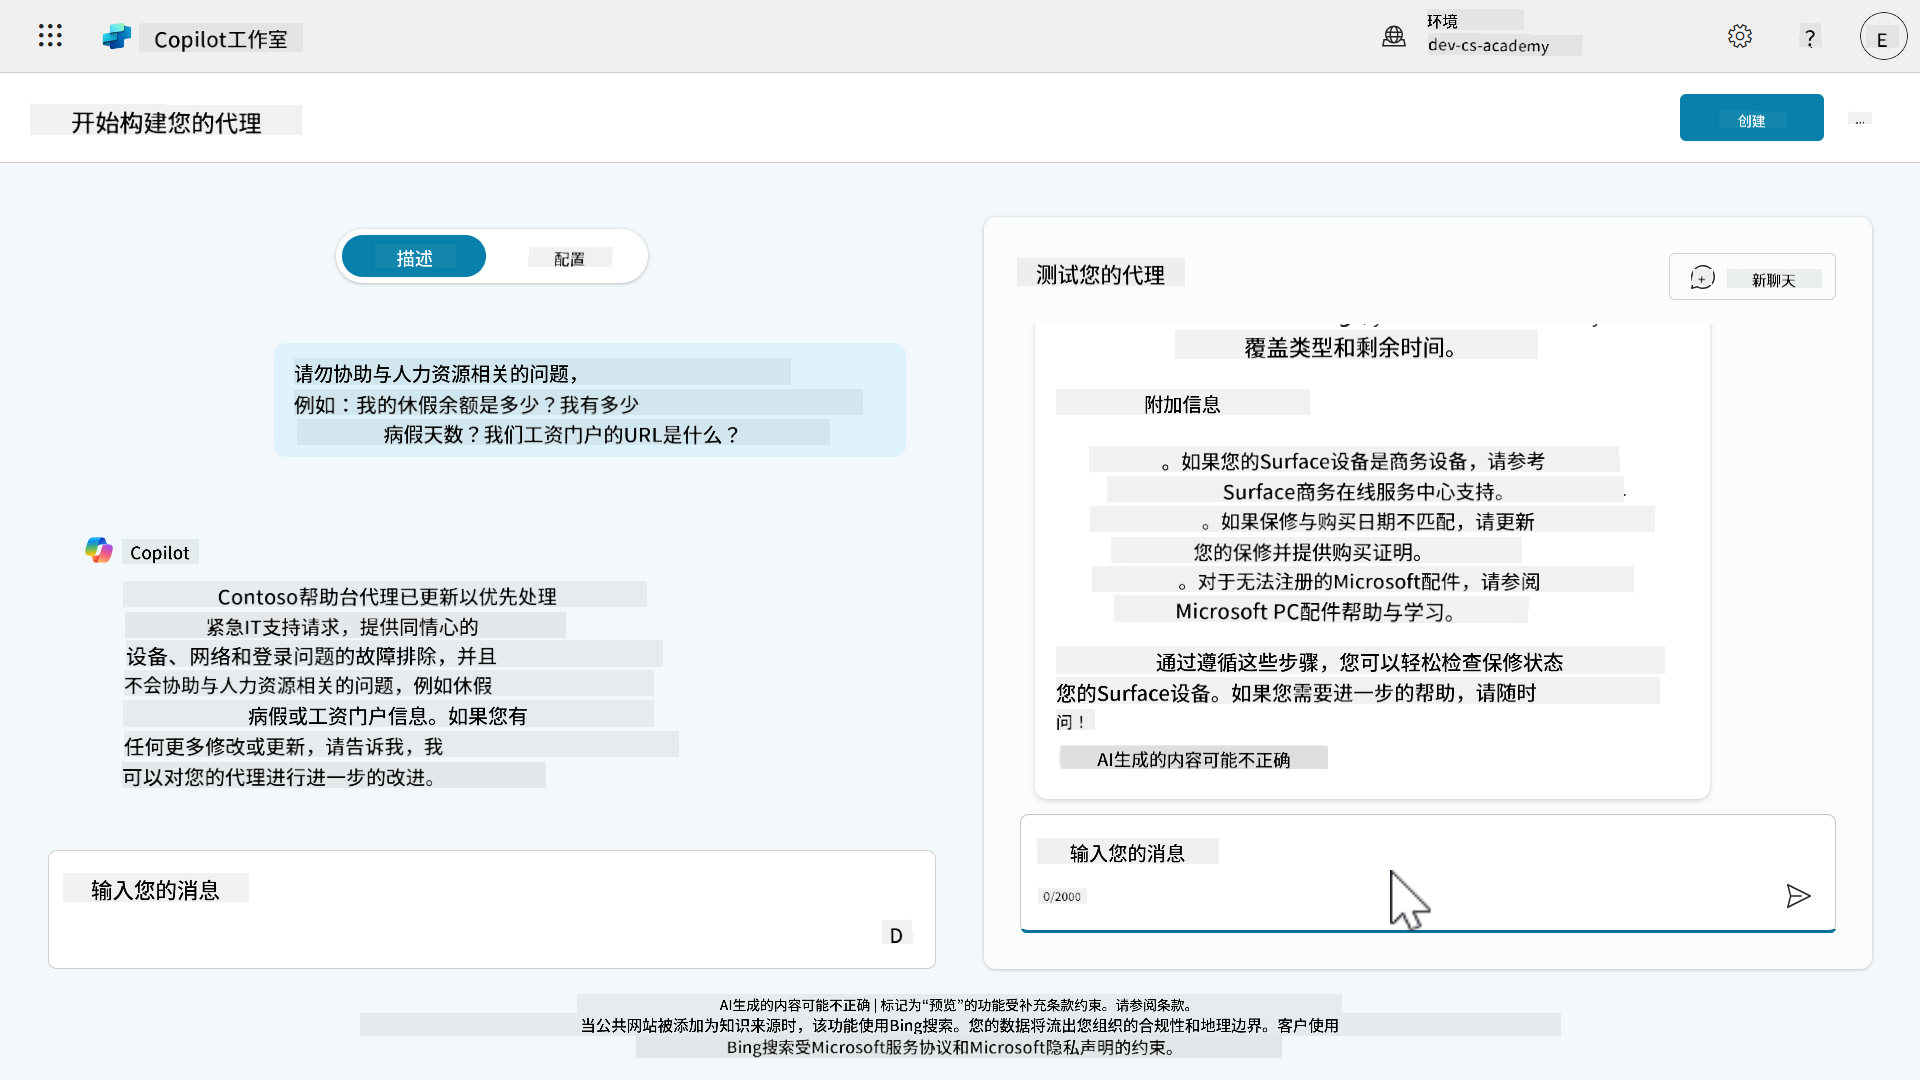 Copilot工作室
环境
dev-cs-academy
?
E
开始构建您的代理
创建
...
描述
配置
请勿协助与人力资源相关的问题，
例如：我的休假余额是多少？我有多少
病假天数？我们工资门户的URL是什么？
Copilot
Contoso帮助台代理已更新以优先处理
紧急IT支持请求，提供同情心的
设备、网络和登录问题的故障排除，并且
不会协助与人力资源相关的问题，例如休假
病假或工资门户信息。如果您有
任何更多修改或更新，请告诉我，我
可以对您的代理进行进一步的改进。
输入您的消息
D
测试您的代理
新聊天
覆盖类型和剩余时间。
附加信息
。如果您的Surface设备是商务设备，请参考
Surface商务在线服务中心支持。
。如果保修与购买日期不匹配，请更新
您的保修并提供购买证明。
。对于无法注册的Microsoft配件，请参阅
Microsoft PC配件帮助与学习。
通过遵循这些步骤，您可以轻松检查保修状态
您的Surface设备。如果您需要进一步的帮助，请随时
问！
AI生成的内容可能不正确
输入您的消息
0/2000
AI生成的内容可能不正确 | 标记为“预览”的功能受补充条款约束。请参阅条款。
当公共网站被添加为知识来源时，该功能使用Bing搜索。您的数据将流出您组织的合规性和地理边界。客户使用
Bing搜索受Microsoft服务协议和Microsoft隐私声明的约束。